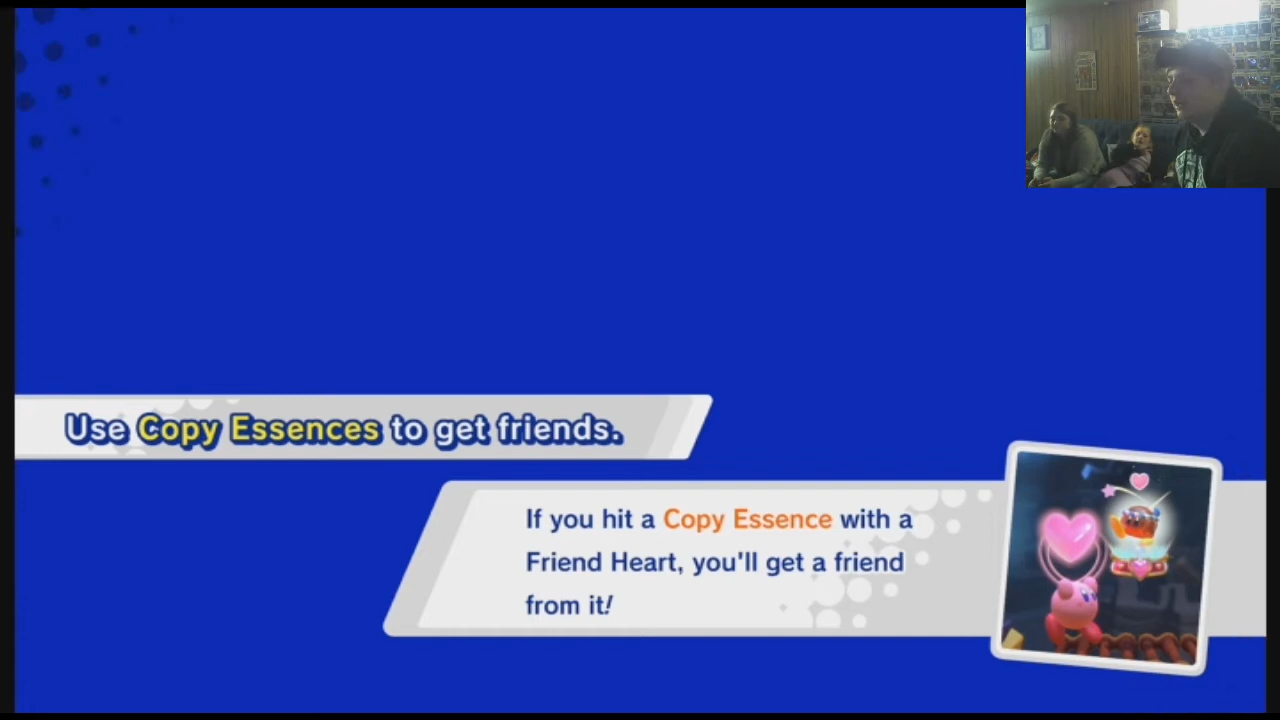 Use Copy Essences to get friends.
If you hit a Copy Essence with a
Friend Heart, you'll get a friend
from it!